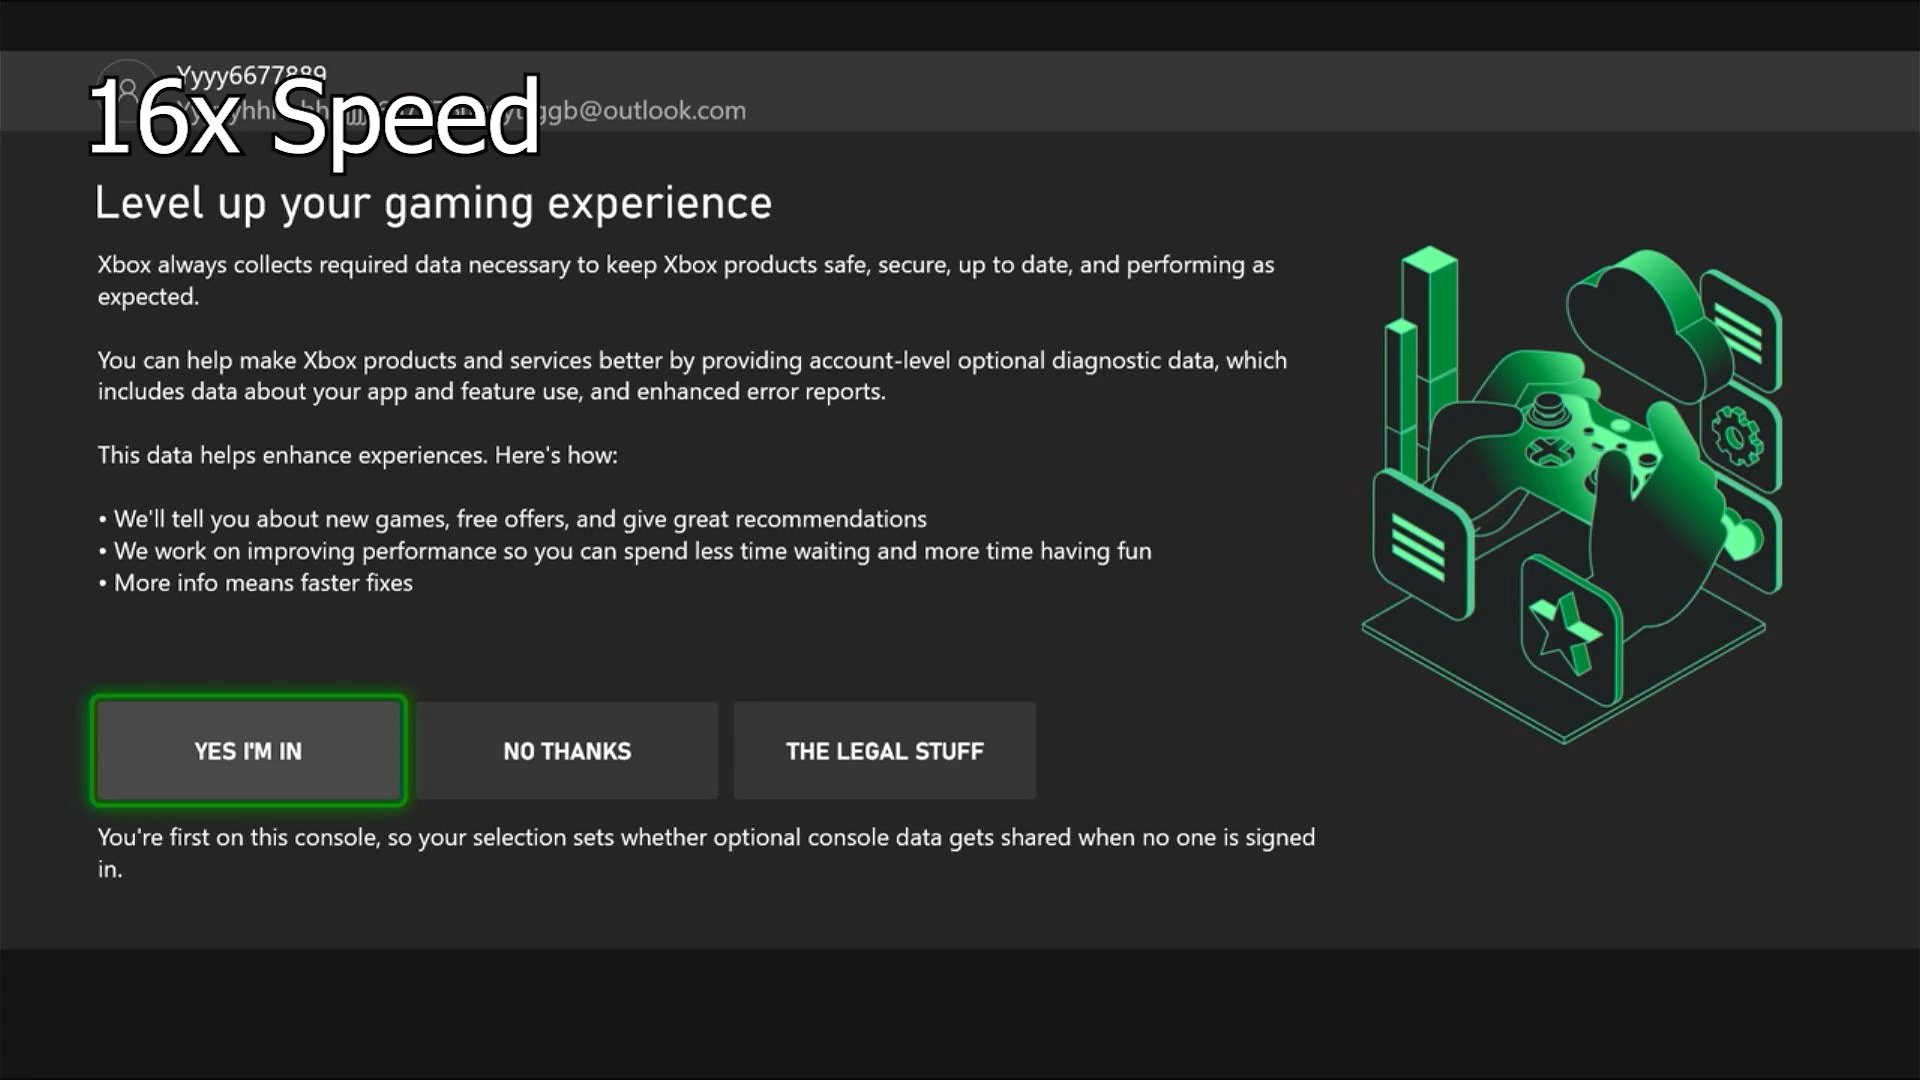 Yyyy6677889
16x Speed
ggb@outlook.com
Level up your gaming experience
Xbox always collects required data necessary to keep Xbox products safe, secure, up to date, and performing as
expected.
You can help make Xbox products and services better by providing account-level optional diagnostic data, which
includes data about your app and feature use, and enhanced error reports.
This data helps enhance experiences. Here's how:
• We'll tell you about new games, free offers, and give great recommendations
• We work on improving performance so you can spend less time waiting and more time having fun
• More info means faster fixes
YES I'M IN
NO THANKS
THE LEGAL STUFF
You're first on this console, so your selection sets whether optional console data gets shared when no one is signed
in.